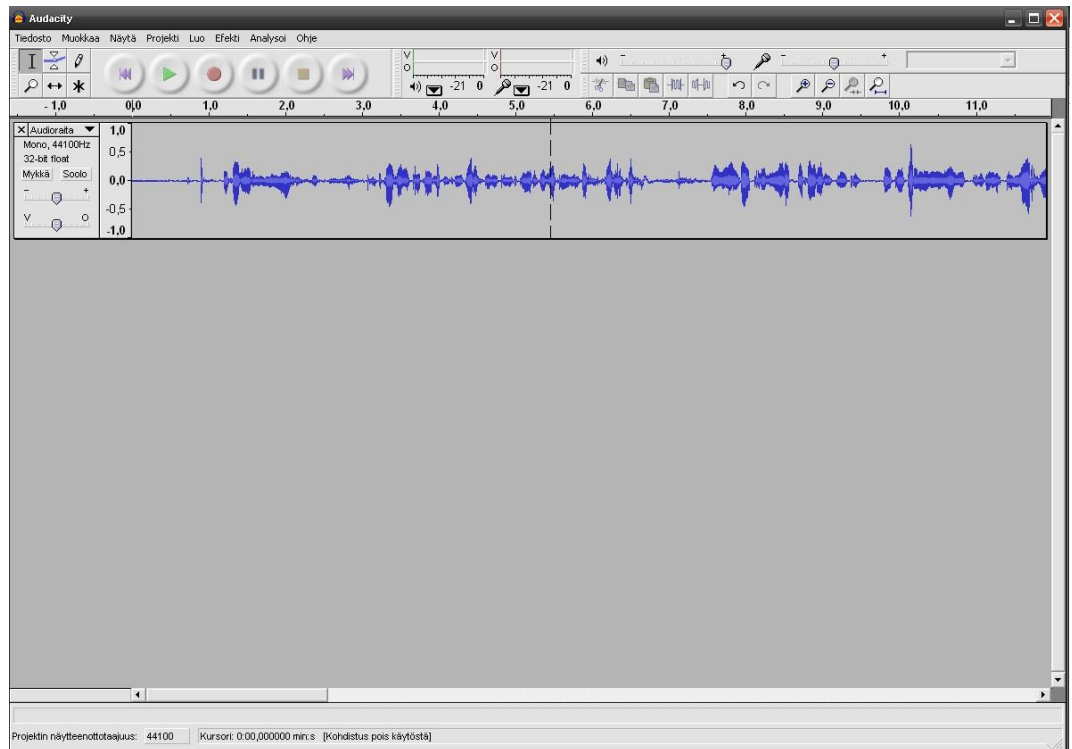 Audacity
Tiedosto Muokkaa Näytä Projekti Luo Efekti Analysoi Ohje
V V
O O
- + - +
-21 0 -21 0
- 1,0 0,0 1,0 2,0 3,0 4,0 5,0 6,0 7,0 8,0 9,0 10,0 11,0
X Audioraita 1,0
Mono, 44100Hz
32-bit float 0,5
Mykkä Soolo
- + 0,0
V O -0,5
-1,0
Projektin näytteenottotaajuus: 44100 Kursori: 0:00,000000 min:s [Kohdistus pois käytöstä]